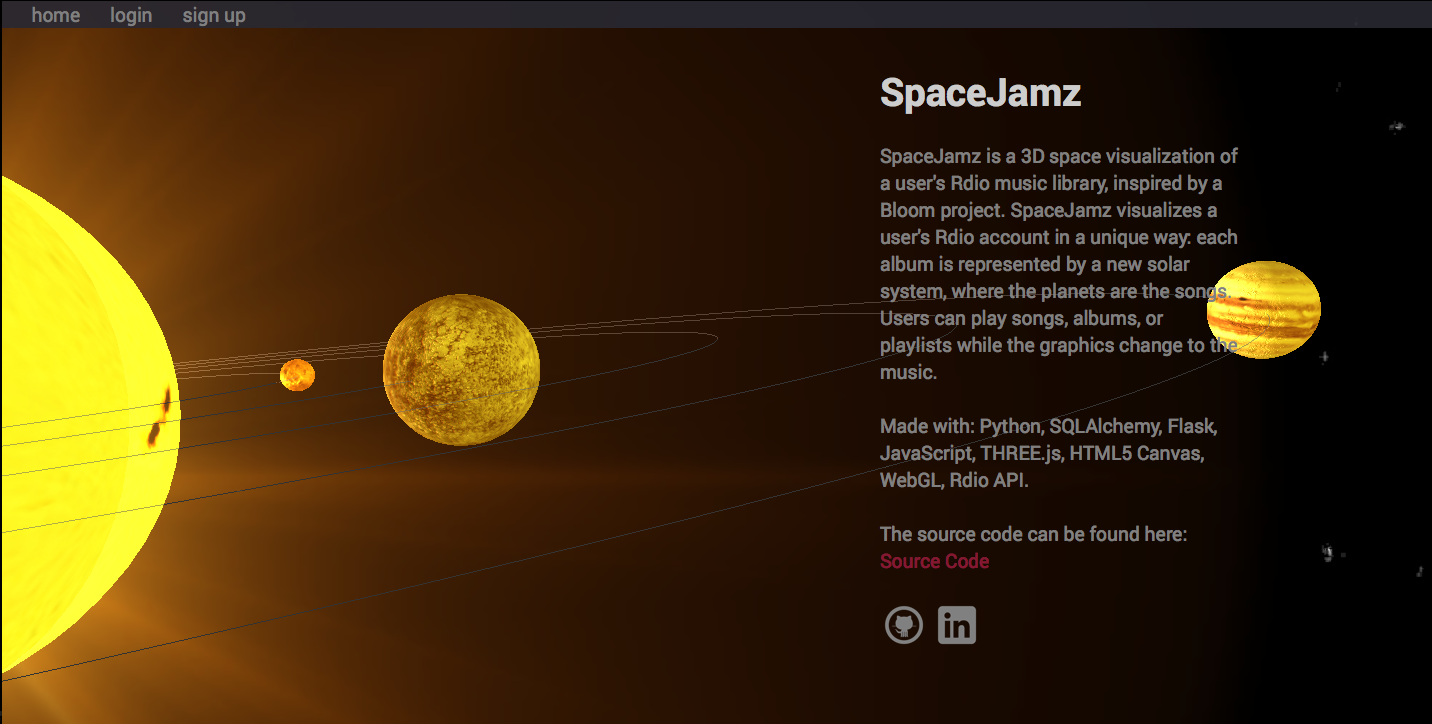 home login sign up
SpaceJamz
SpaceJamz is a 3D space visualization of
a user's Rdio music library, inspired by a
Bloom project. SpaceJamz visualizes a
user's Rdio account in a unique way: each
album is represented by a new solar
system, where the planets are the songs.
Users can play songs, albums, or
playlists while the graphics change to the
music.
Made with: Python, SQLAlchemy, Flask,
JavaScript, THREE.js, HTML5 Canvas,
WebGL, Rdio API.
The source code can be found here:
Source Code
in